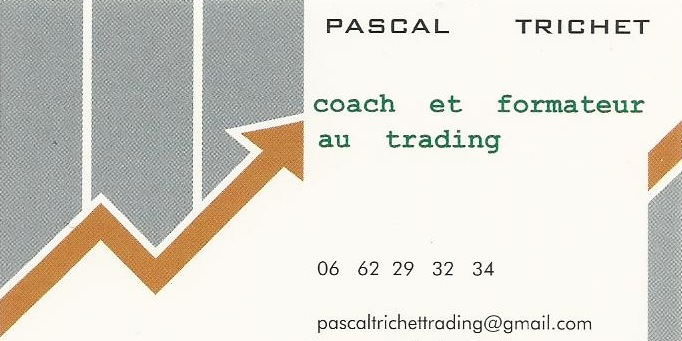 PASCAL TRICHET
coach et formateur
au trading
06 62 29 32 34
pascaltrichettrading@gmail.com